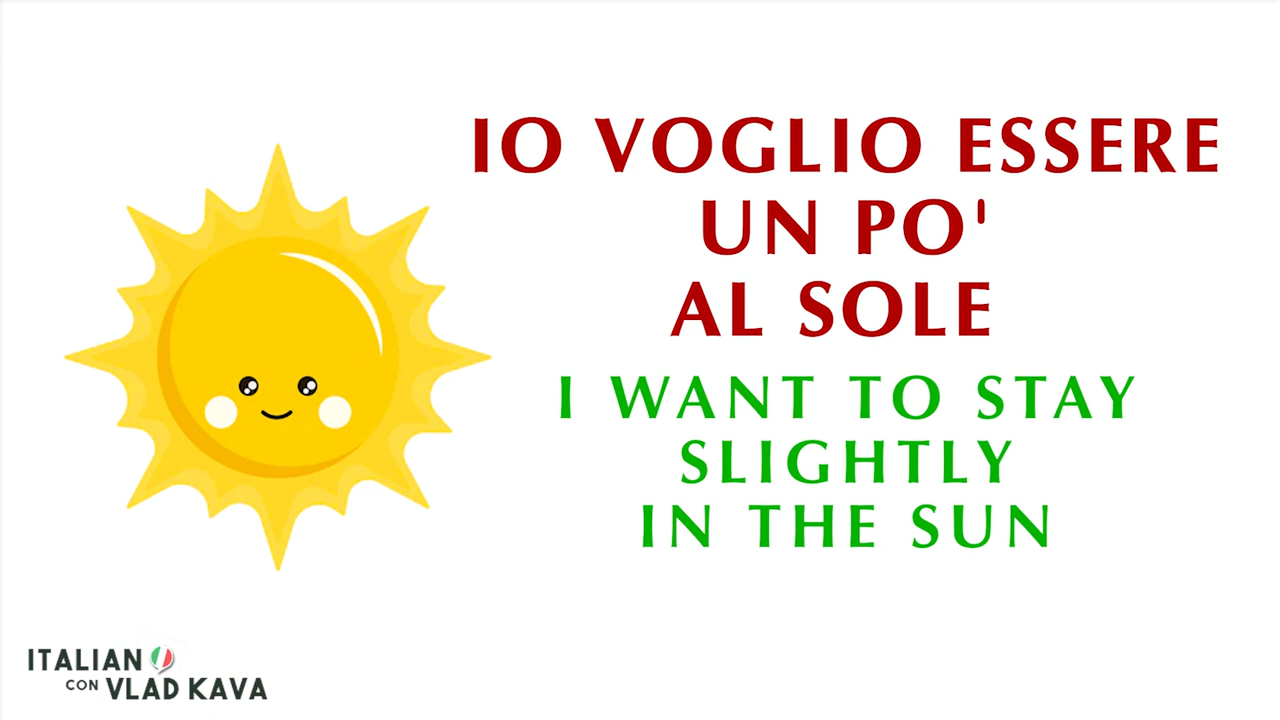 IO VOGLIO ESSERE
UN PO'
AL SOLE
I WANT TO STAY
SLIGHTLY
IN THE SUN
ITALIAN
CON VLAD KAVA